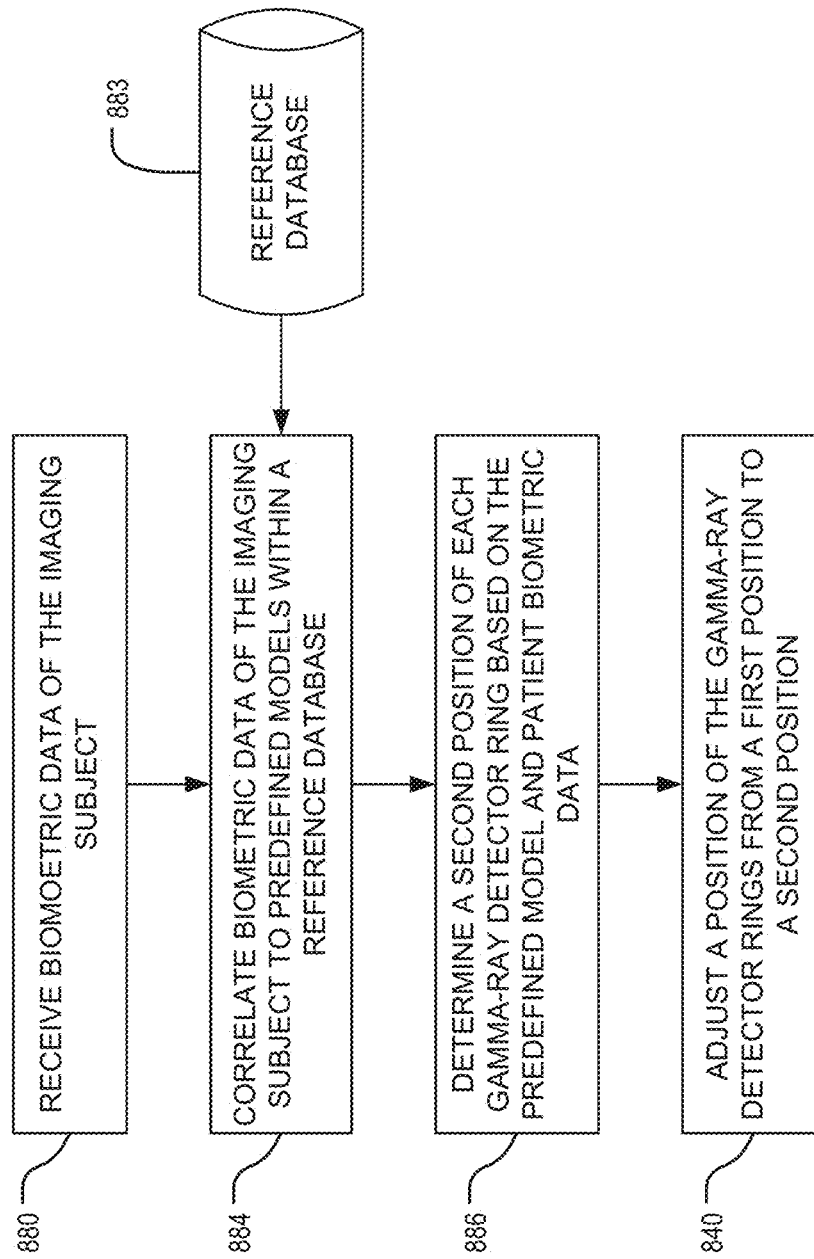 880
RECEIVE BIOMOETRIC DATA OF THE IMAGING
SUBJECT
883
REFERENCE
DATABASE
884
CORRELATE BIOMETRIC DATA OF THE IMAGING
SUBJECT TO PREDEFINED MODELS WITHIN A
REFERENCE DATABASE
886
DETERMINE A SECOND POSITION OF EACH
GAMMA-RAY DETECTOR RING BASED ON THE
PREDEFINED MODEL AND PATIENT BIOMETRIC
DATA
840
ADJUST A POSITION OF THE GAMMA-RAY
DETECTOR RINGS FROM A FIRST POSITION TO
A SECOND POSITION